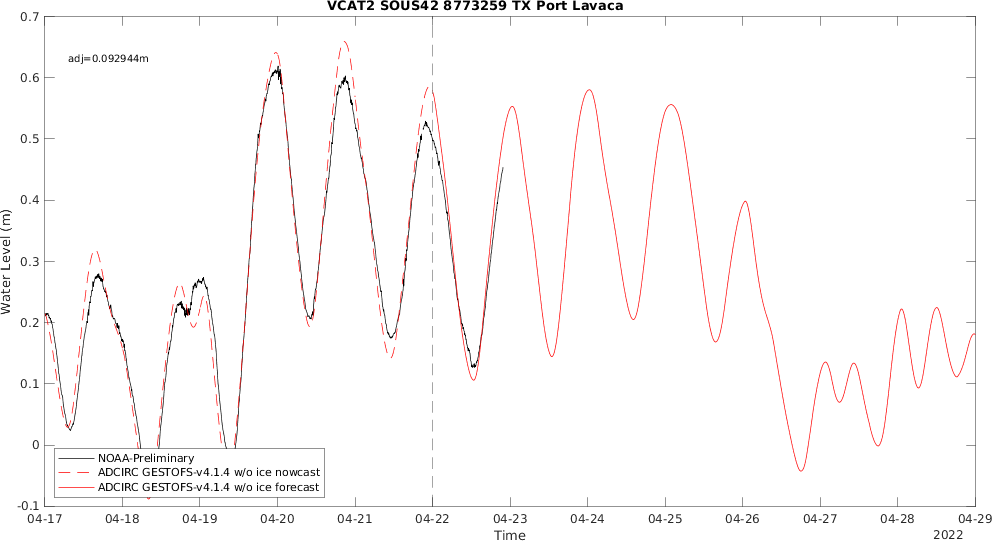 VCAT2 SOUS42 8773259 TX Port Lavaca
adj=0.092944m
Water Level (m)
0.7
0.6
0.5
0.4
0.3
0.2
0.1
0
-0.1
NOAA-Preliminary
ADCIRC GESTOFS-v4.1.4 w/o ice nowcast
ADCIRC GESTOFS-v4.1.4 w/o ice forecast
04-17 04-18 04-19 04-20 04-21 04-22 04-23 04-24 04-25 04-26 04-27 04-28 04-29
Time
2022